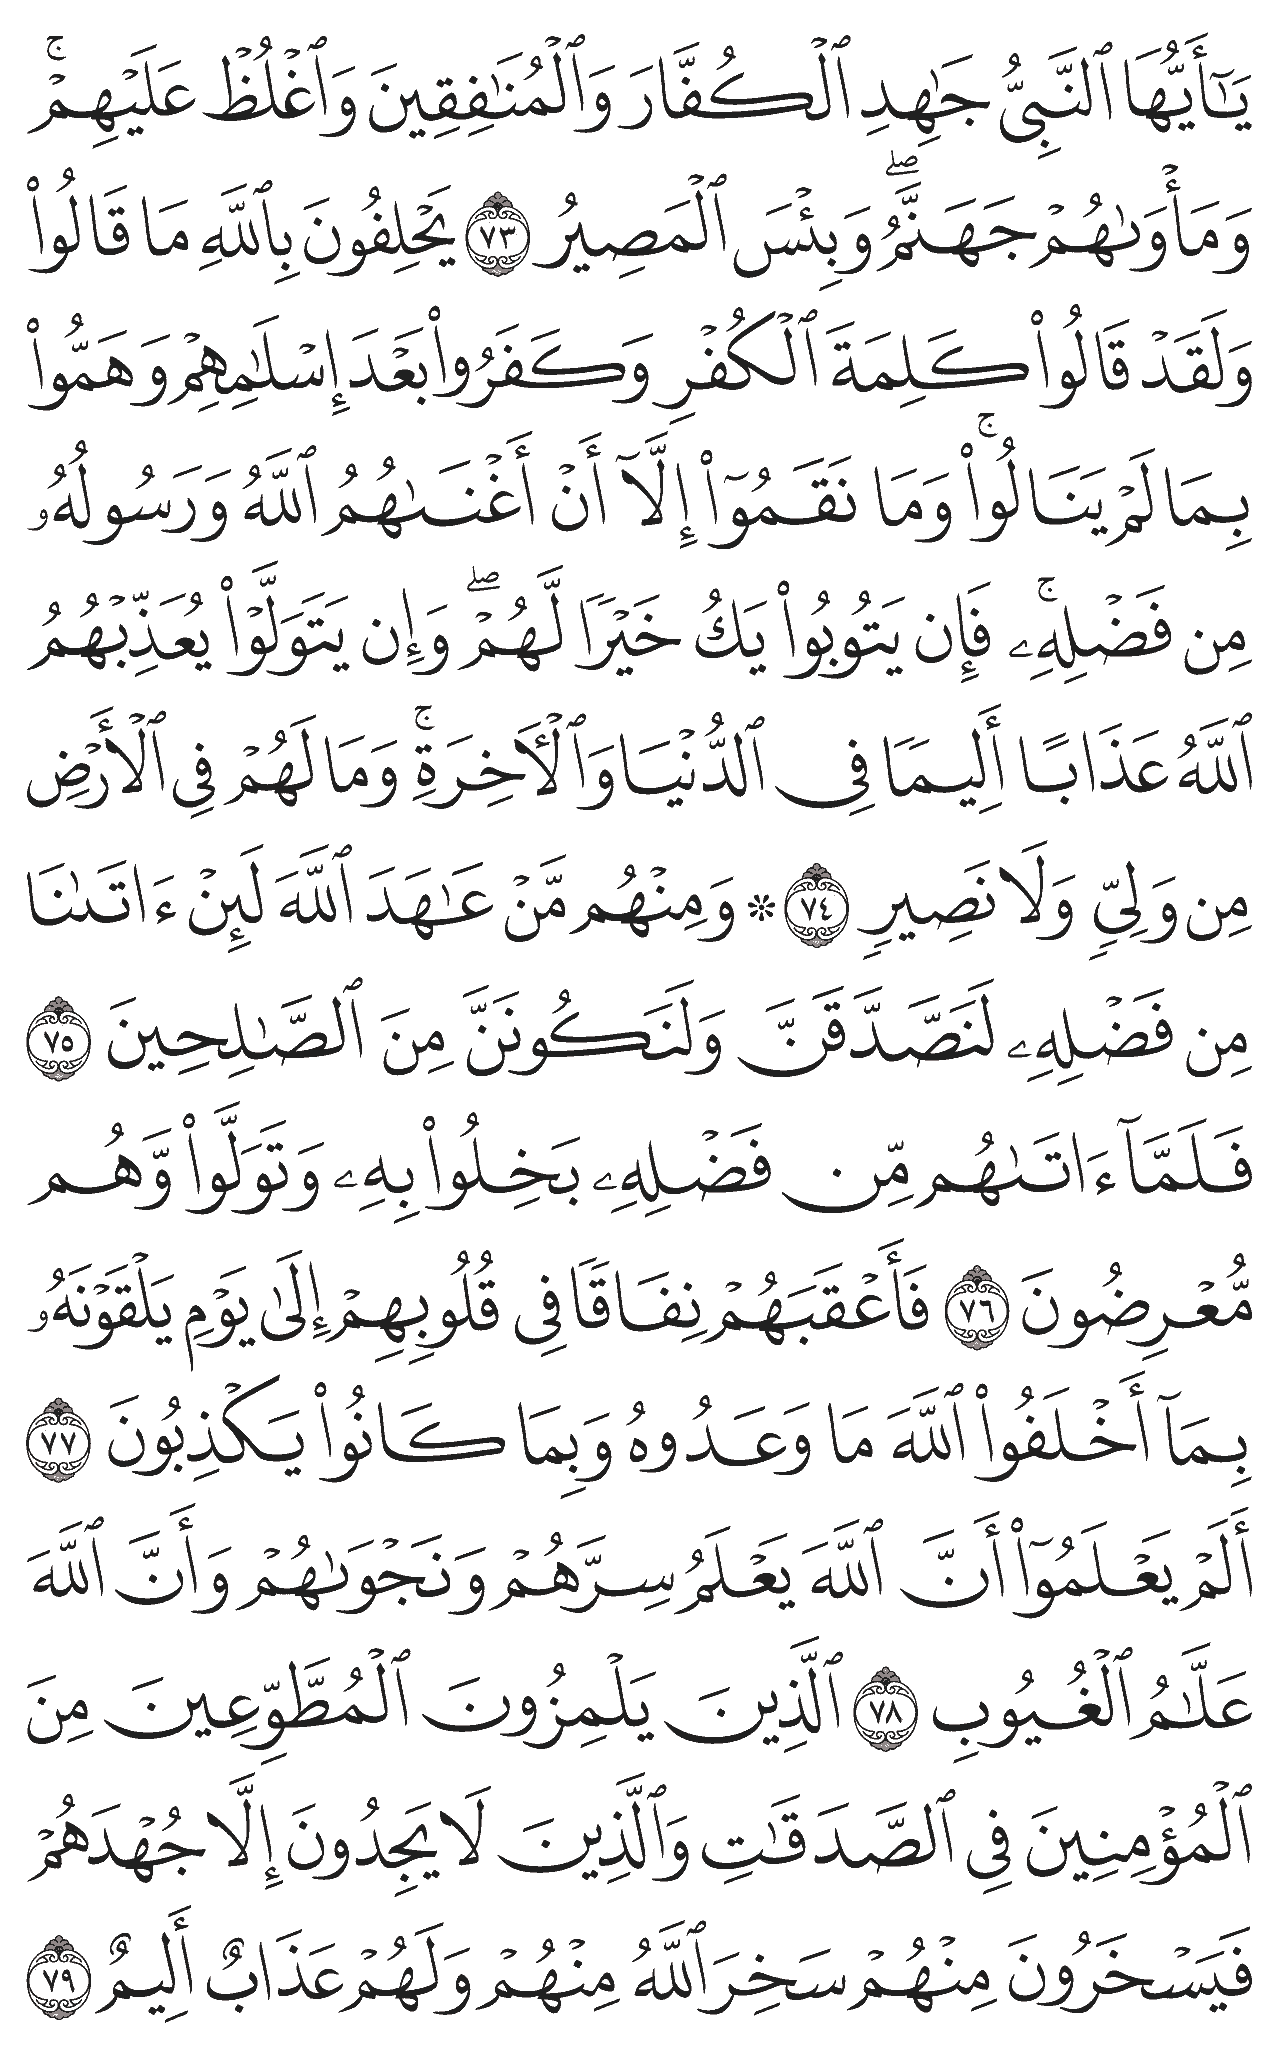 يَـٰٓأَيُّهَا ٱلنَّبِىُّ جَـٰهِدِ ٱلْكُفَّارَ وَٱلْمُنَـٰفِقِينَ وَٱغْلُظْ عَلَيْهِمْ ۚ
وَمَأْوَىٰهُمْ جَهَنَّمُ ۖ وَبِئْسَ ٱلْمَصِيرُ ٧٣ يَحْلِفُونَ بِٱللَّهِ مَا قَالُوا۟
وَلَقَدْ قَالُوا۟ كَلِمَةَ ٱلْكُفْرِ وَكَفَرُوا۟ بَعْدَ إِسْلَـٰمِهِمْ وَهَمُّوا۟
بِمَا لَمْ يَنَالُوا۟ ۚ وَمَا نَقَمُوٓا۟ إِلَّآ أَنْ أَغْنَىٰهُمُ ٱللَّهُ وَرَسُولُهُۥ
مِن فَضْلِهِۦ ۚ فَإِن يَتُوبُوا۟ يَكُ خَيْرًا لَّهُمْ ۖ وَإِن يَتَوَلَّوْا۟ يُعَذِّبْهُمُ
ٱللَّهُ عَذَابًا أَلِيمًا فِى ٱلدُّنْيَا وَٱلْـَٔاخِرَةِ ۚ وَمَا لَهُمْ فِى ٱلْأَرْضِ
مِن وَلِىٍّ وَلَا نَصِيرٍ ٧٤ ۞ وَمِنْهُم مَّنْ عَـٰهَدَ ٱللَّهَ لَئِنْ ءَاتَىٰنَا
مِن فَضْلِهِۦ لَنَصَّدَّقَنَّ وَلَنَكُونَنَّ مِنَ ٱلصَّـٰلِحِينَ ٧٥
فَلَمَّآ ءَاتَىٰهُم مِّن فَضْلِهِۦ بَخِلُوا۟ بِهِۦ وَتَوَلَّوا۟ وَّهُم
مُّعْرِضُونَ ٧٦ فَأَعْقَبَهُمْ نِفَاقًا فِى قُلُوبِهِمْ إِلَىٰ يَوْمِ يَلْقَوْنَهُۥ
بِمَآ أَخْلَفُوا۟ ٱللَّهَ مَا وَعَدُوهُ وَبِمَا كَانُوا۟ يَكْذِبُونَ ٧٧
أَلَمْ يَعْلَمُوٓا۟ أَنَّ ٱللَّهَ يَعْلَمُ سِرَّهُمْ وَنَجْوَىٰهُمْ وَأَنَّ ٱللَّهَ
عَلَّـٰمُ ٱلْغُيُوبِ ٧٨ ٱلَّذِينَ يَلْمِزُونَ ٱلْمُطَّوِّعِينَ مِنَ
ٱلْمُؤْمِنِينَ فِى ٱلصَّدَقَـٰتِ وَٱلَّذِينَ لَا يَجِدُونَ إِلَّا جُهْدَهُمْ
فَيَسْخَرُونَ مِنْهُمْ سَخِرَ ٱللَّهُ مِنْهُمْ وَلَهُمْ عَذَابٌ أَلِيمٌ ٧٩